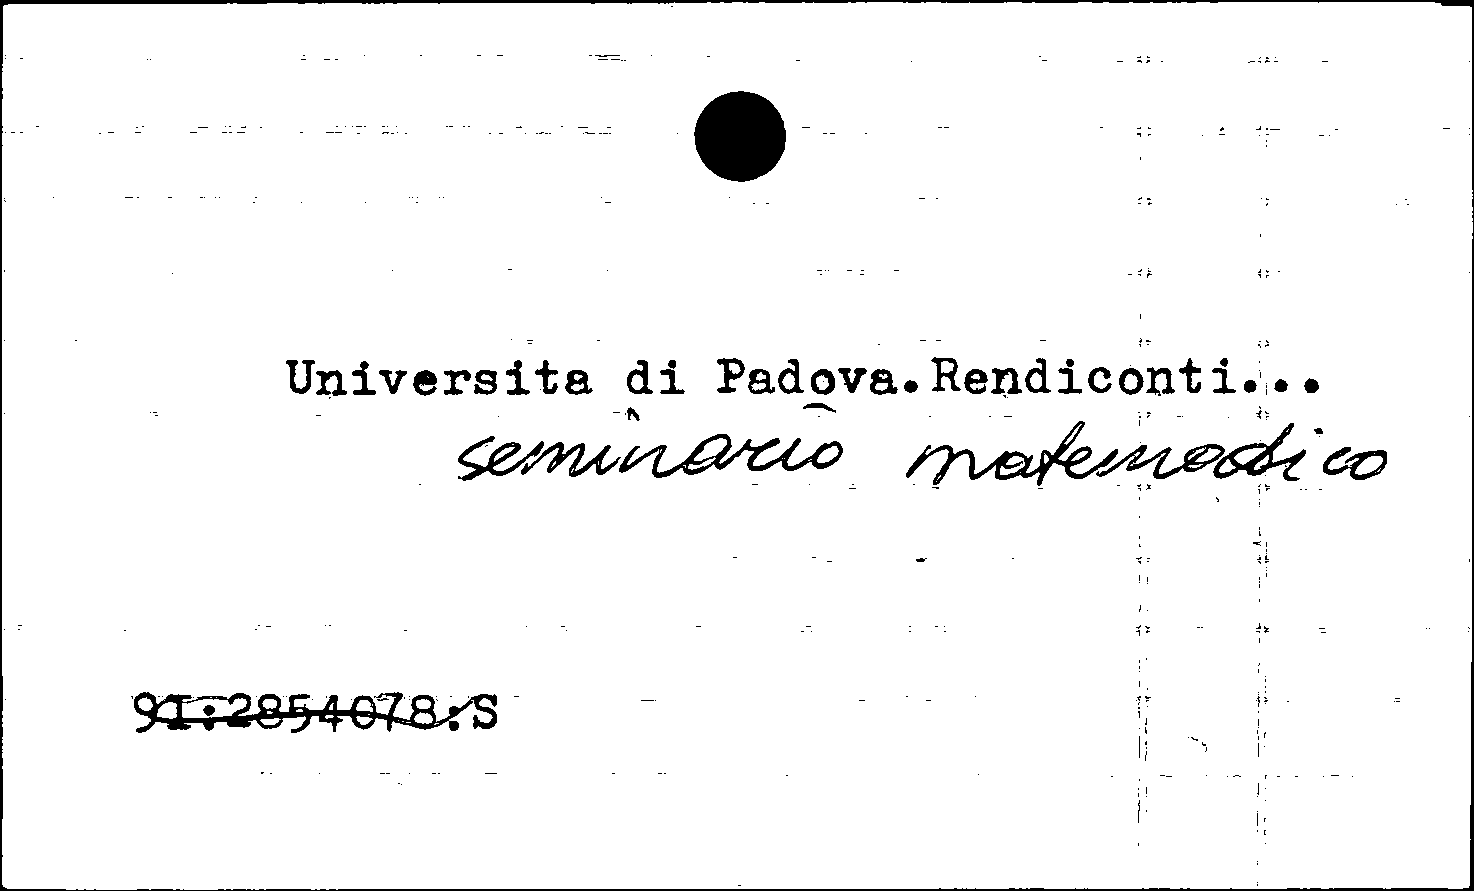 Universita di Padova.Rendiconti...
seminario matematico
91:2854078:S